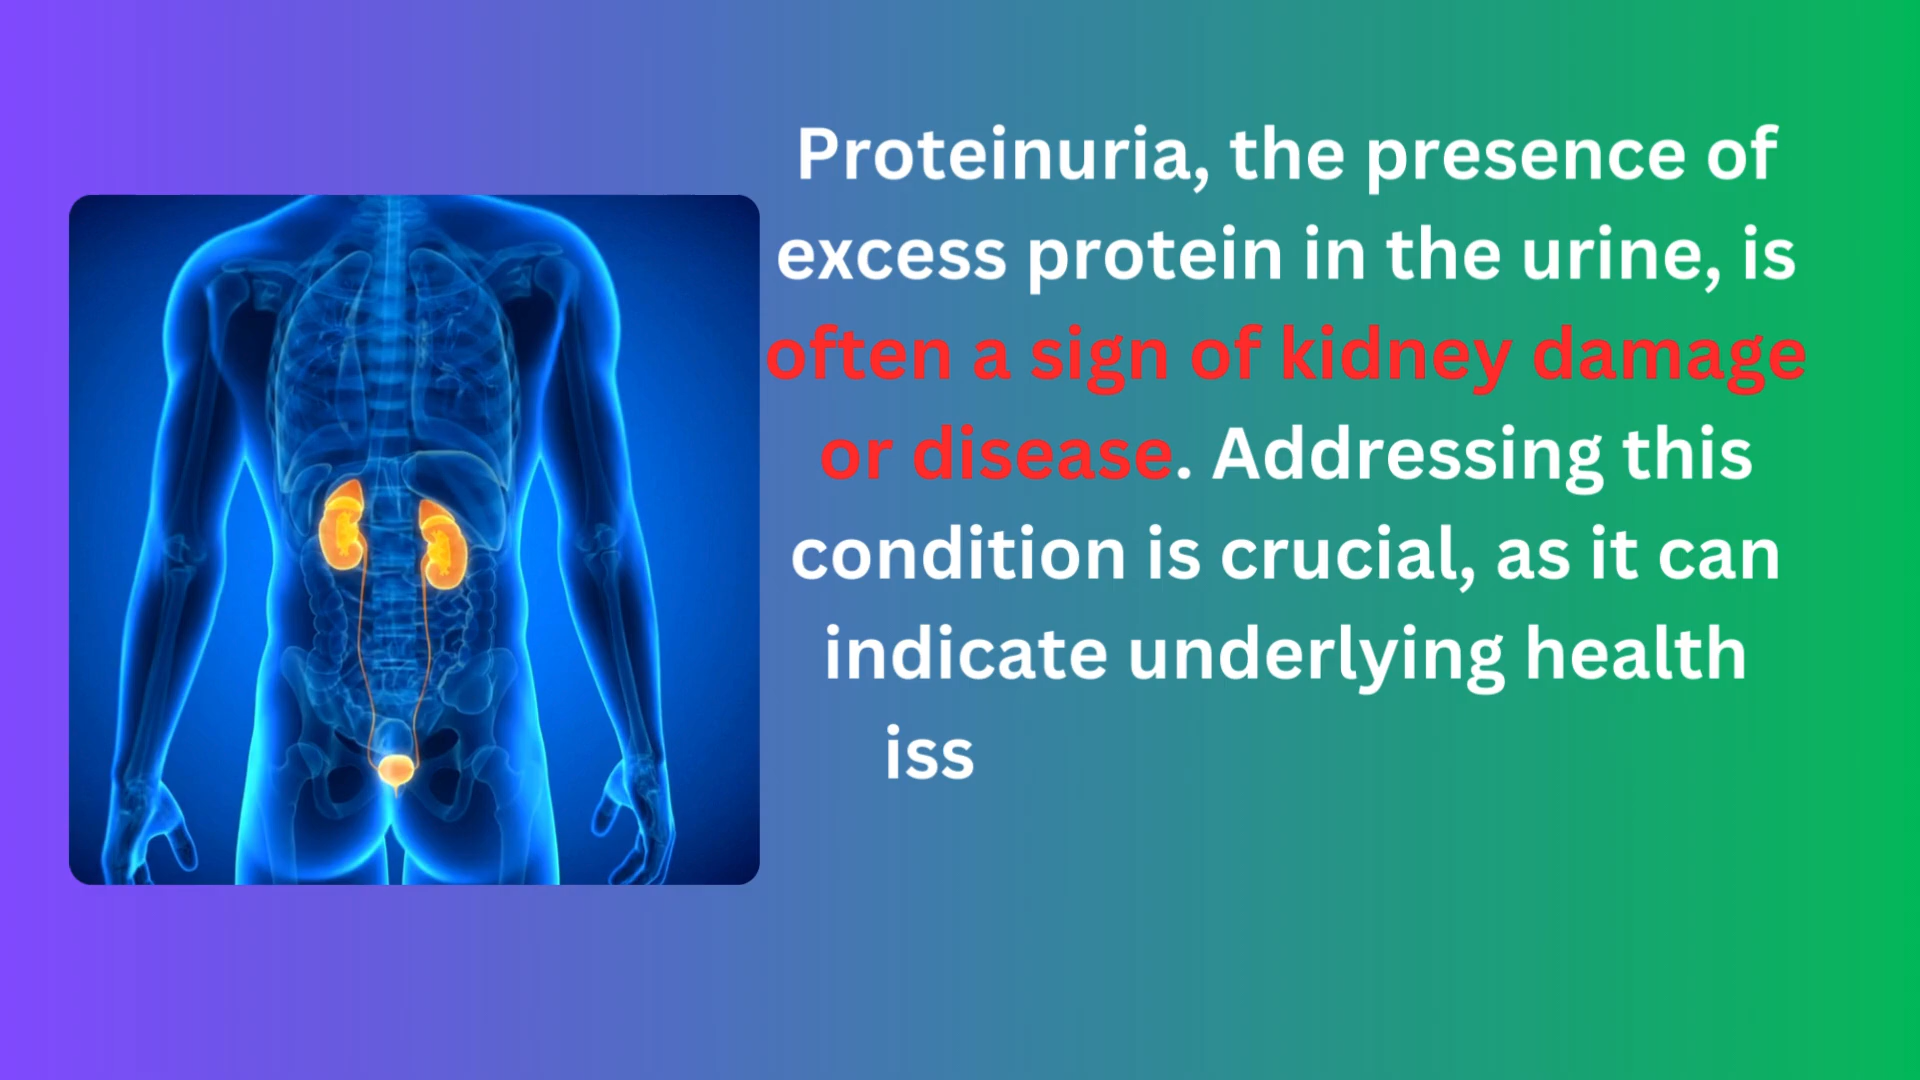 Proteinuria, the presence of
excess protein in the urine, is
often a sign of kidney damage
or disease. Addressing this
condition is crucial, as it can
indicate underlying health
iss